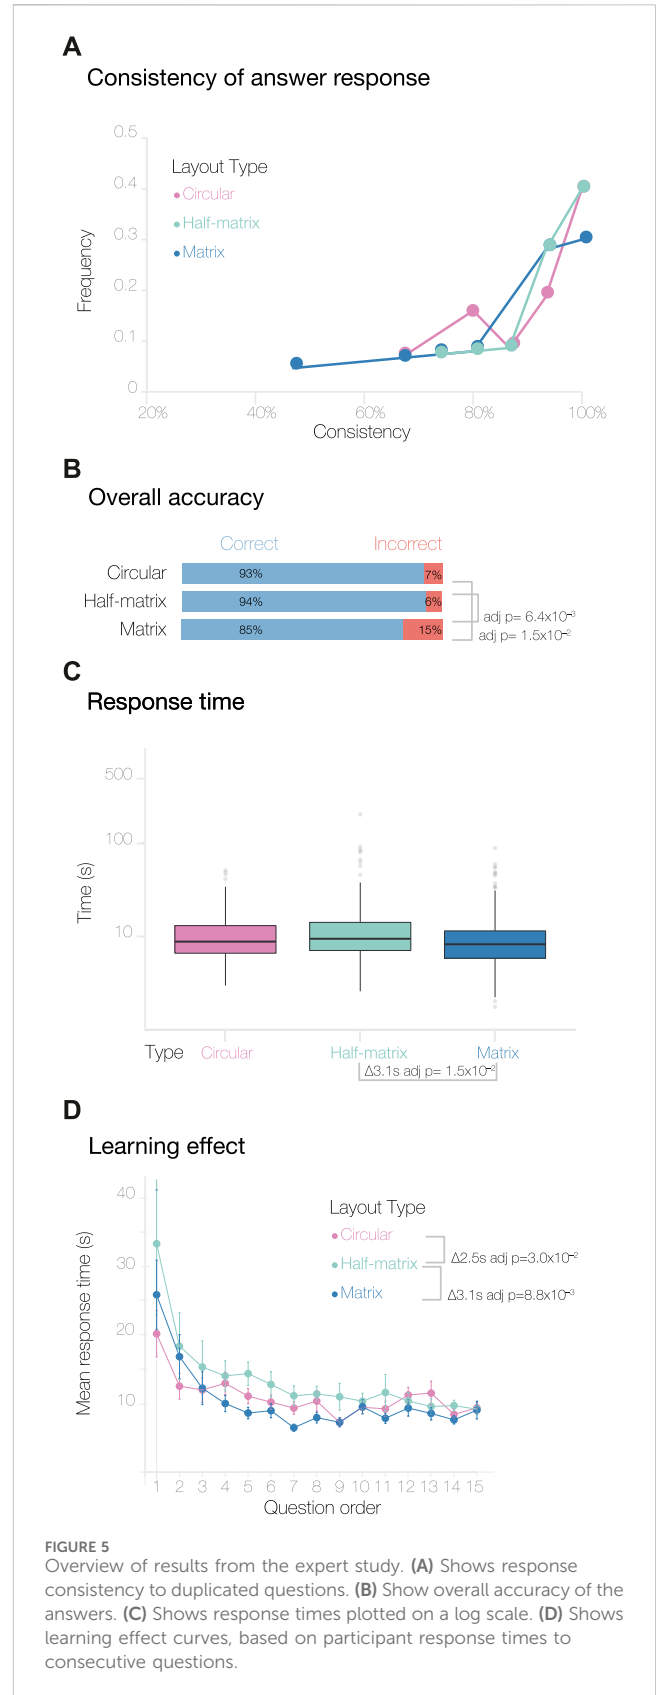 A
Consistency of answer response
0.5
0.4
0.3
0.2
0.1
0
Frequency
Layout Type
Circular
Half-matrix
Matrix
20% 40% 60% 80% 100%
Consistency
B
Overall accuracy
Correct Incorrect
Circular 93% 7%
Half-matrix 94% 6%
Matrix 85% 15%
adj p= 6.4x10⁻³
adj p= 1.5x10⁻²
C
Response time
500
100
10
Time (s)
Type Circular Half-matrix Matrix
Δ3.1s adj p= 1.5x10⁻²
D
Learning effect
40
30
20
10
Mean response time (s)
Layout Type
Circular
Half-matrix
Matrix
Δ2.5s adj p=3.0x10⁻²
Δ3.1s adj p=8.8x10⁻³
1 2 3 4 5 6 7 8 9 10 11 12 13 14 15
Question order
FIGURE 5
Overview of results from the expert study. (A) Shows response
consistency to duplicated questions. (B) Show overall accuracy of the
answers. (C) Shows response times plotted on a log scale. (D) Shows
learning effect curves, based on participant response times to
consecutive questions.